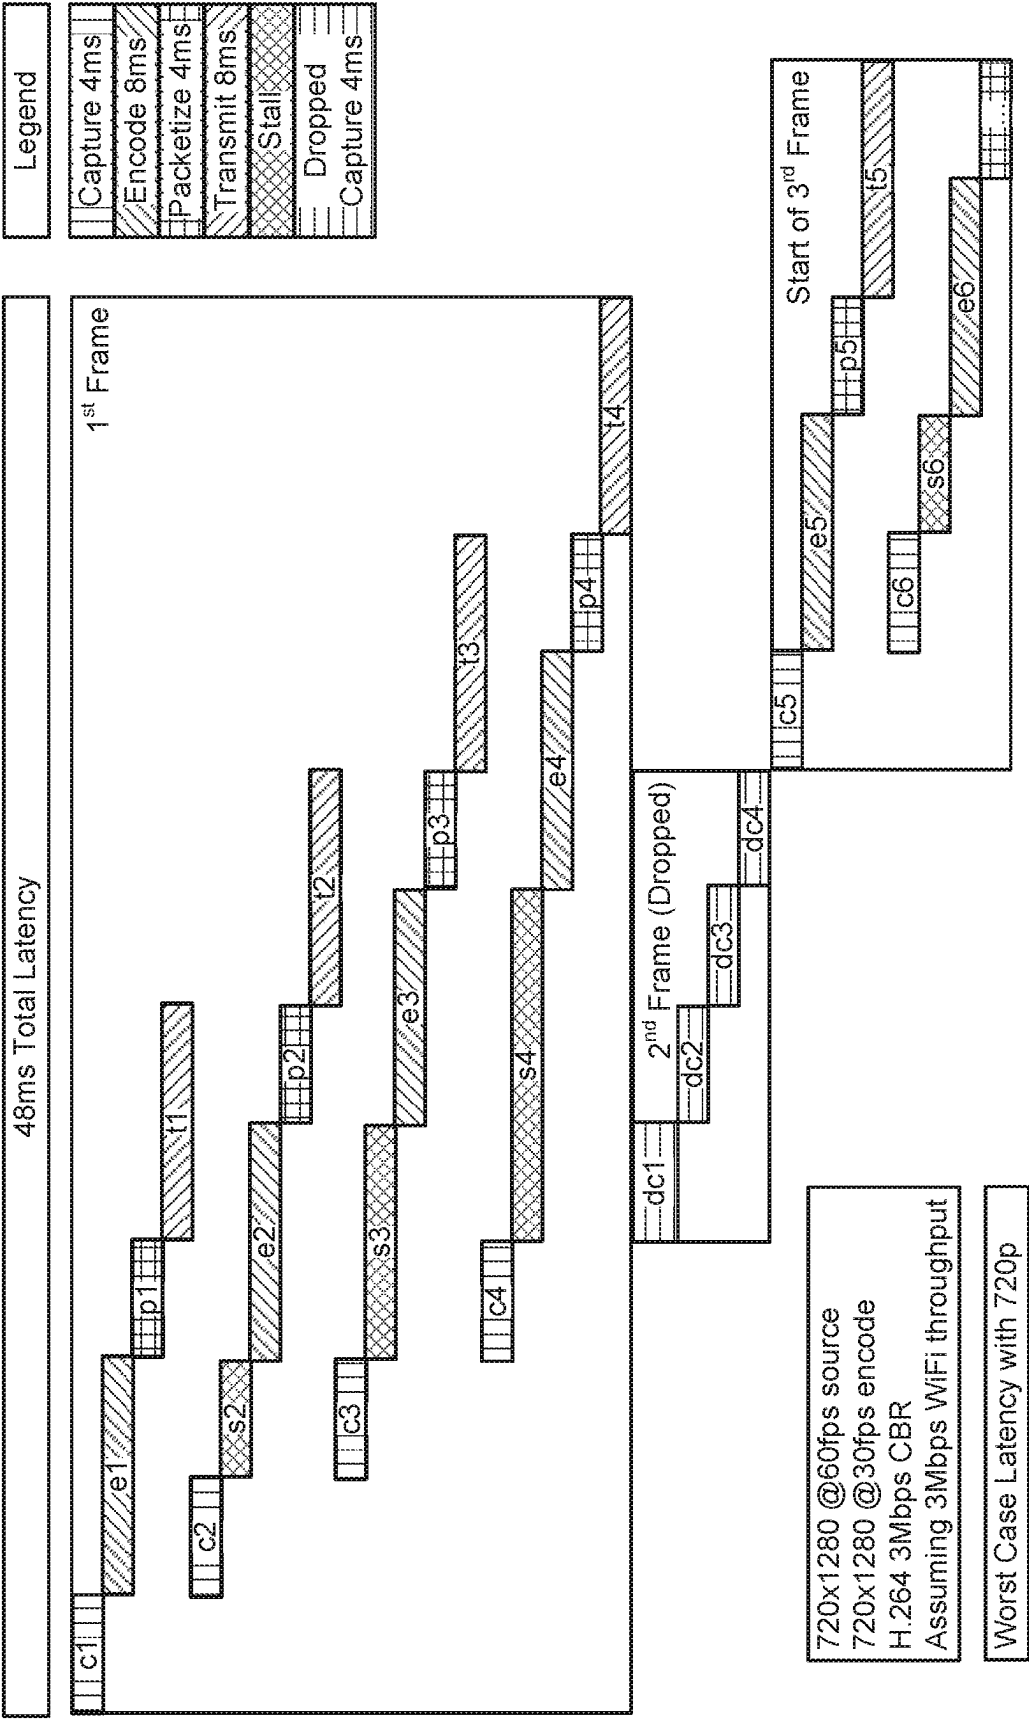 48ms Total Latency
Legend
1st Frame
c1
e1
p1
t1
c2
s2
e2
p2
t2
c3
s3
e3
p3
t3
c4
s4
e4
p4
t4
Capture 4ms
Encode 8ms
Packetize 4ms
Transmit 8ms
Stall
Dropped
Capture 4ms
2nd Frame (Dropped)
dc1
dc2
dc3
dc4
Start of 3rd Frame
c5
e5
p5
t5
c6
s6
e6
...
720x1280 @60fps source
720x1280 @30fps encode
H.264 3Mbps CBR
Assuming 3Mbps WiFi throughput
Worst Case Latency with 720p